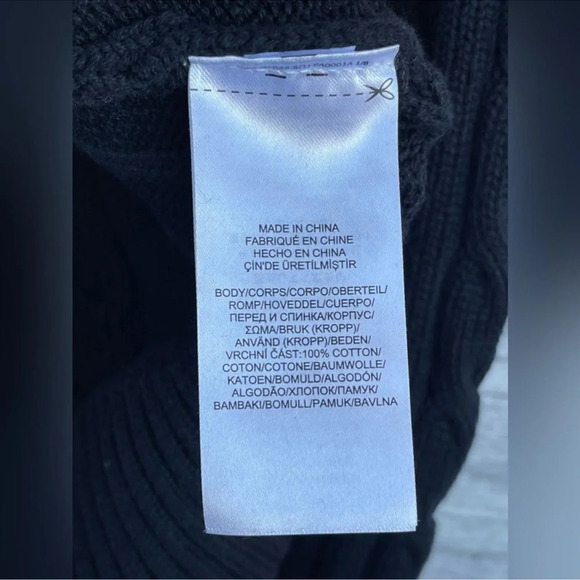 MADE IN CHINA
FABRIQUÉ EN CHINE
HECHO EN CHINA
ÇİN'DE ÜRETİLMİŞTİR
BODY/CORPS/CORPO/OBERTEIL/
ROMP/HOVEDDEL/CUERPO/
ПЕРЕД И СПИНКА/КОРПУС/
ΣΩΜΑ/BRUK (KROPP)/
ANVÄND (KROPP)/BEDEN/
VRCHNÍ ČÁST:100% COTTON/
COTON/COTONE/BAUMWOLLE/
KATOEN/BOMULD/ALGODÓN/
ALGODÃO/ХЛОПОК/ПАМУК/
BAMBAKI/BOMULL/PAMUK/BAVLNA